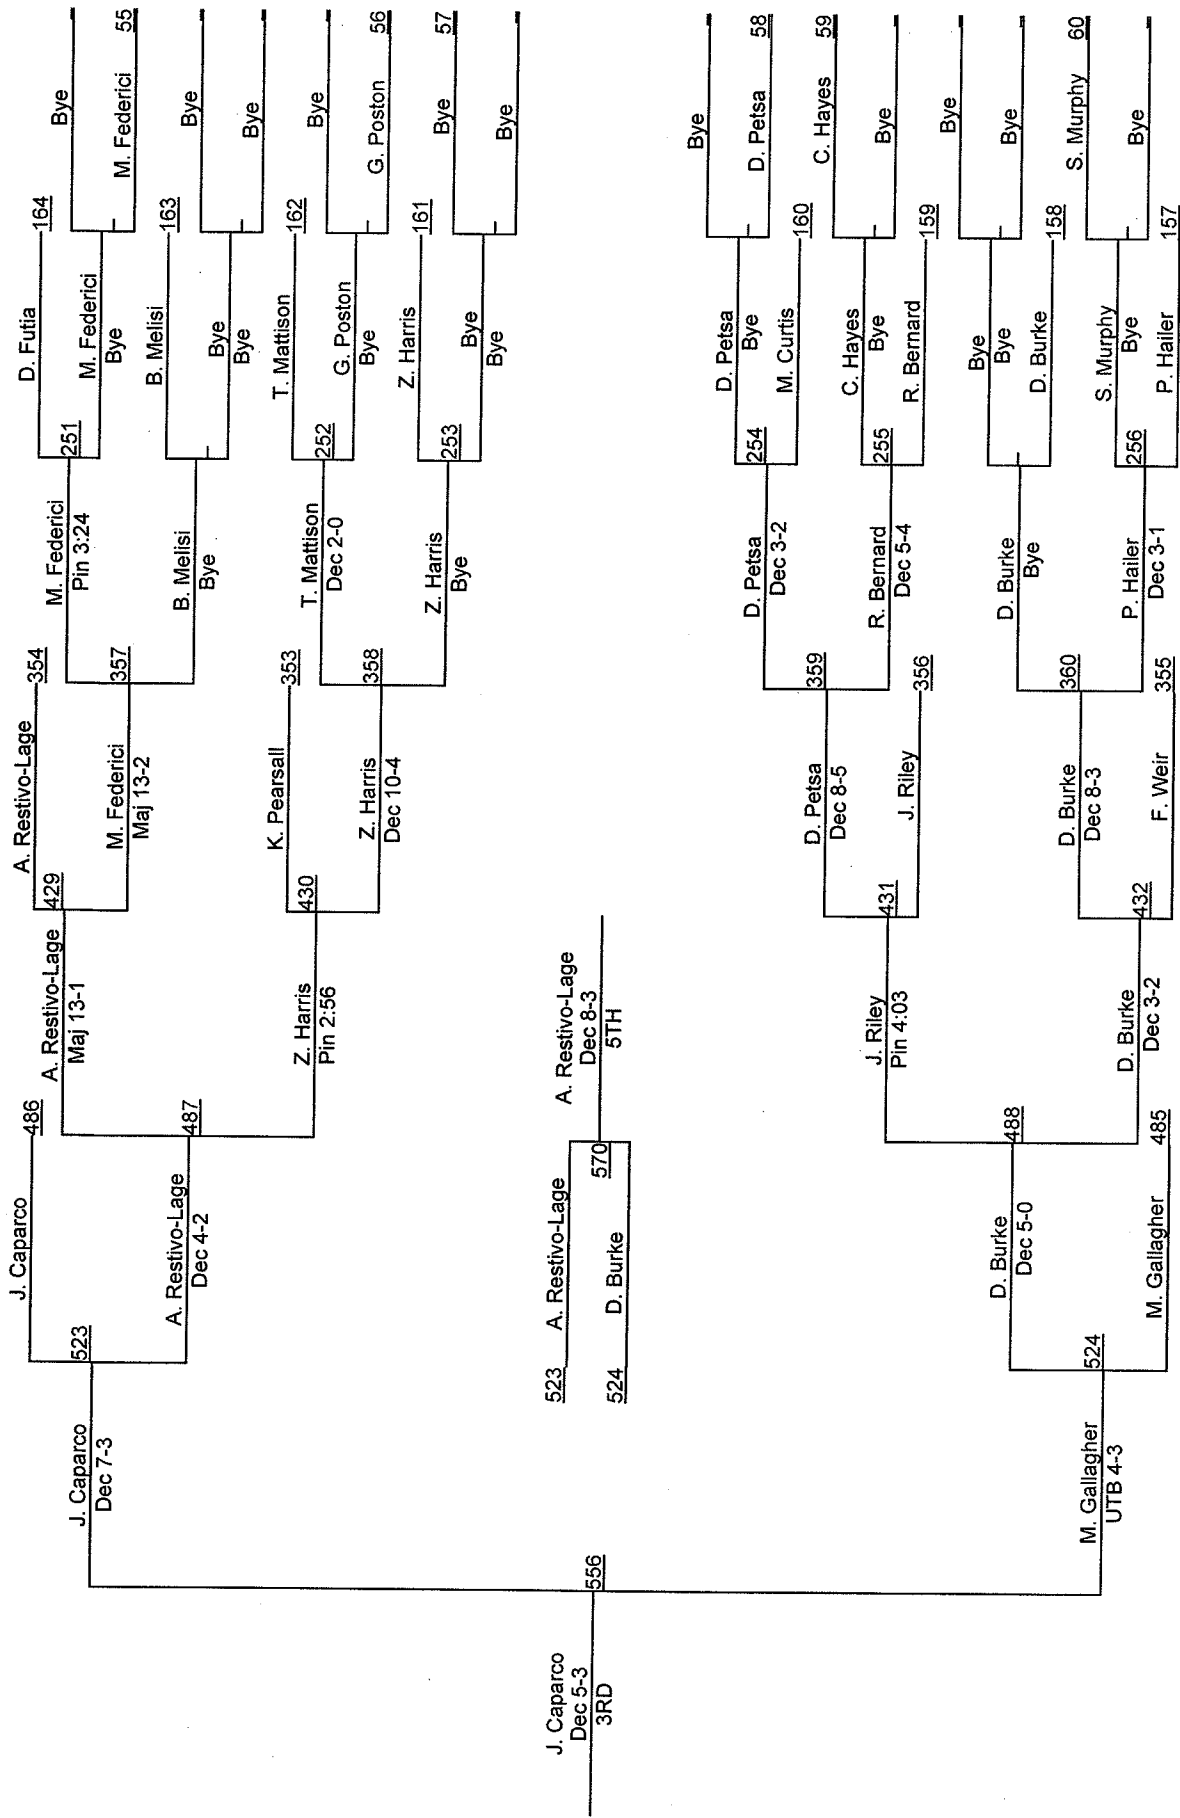 J. Caparco
Dec 5-3
3RD
556
J. Caparco
Dec 7-3
M. Gallagher
UTB 4-3
523
524
523
524
J. Caparco
A. Restivo-Lage
Dec 4-2
A. Restivo-Lage
D. Burke
D. Burke
Dec 5-0
M. Gallagher
486
487
570
488
485
A. Restivo-Lage
Maj 13-1
Z. Harris
Pin 2:56
A. Restivo-Lage
Dec 8-3
5TH
J. Riley
Pin 4:03
D. Burke
Dec 3-2
429
430
431
432
A. Restivo-Lage
M. Federici
Maj 13-2
K. Pearsall
Z. Harris
Dec 10-4
D. Petsa
Dec 8-5
J. Riley
D. Burke
Dec 8-3
F. Weir
354
357
353
358
359
356
360
355
M. Federici
Pin 3:24
B. Melisi
Bye
T. Mattison
Dec 2-0
Z. Harris
Bye
D. Petsa
Dec 3-2
R. Bernard
Dec 5-4
D. Burke
Bye
P. Hailer
Dec 3-1
251
252
253
254
255
256
D. Futia
M. Federici
Bye
B. Melisi
Bye
Bye
T. Mattison
G. Poston
Bye
Z. Harris
Bye
Bye
D. Petsa
Bye
M. Curtis
C. Hayes
Bye
R. Bernard
Bye
Bye
D. Burke
S. Murphy
Bye
P. Hailer
164
163
162
161
160
159
158
157
Bye
M. Federici
55
Bye
Bye
Bye
G. Poston
56
Bye
57
Bye
Bye
D. Petsa
58
C. Hayes
59
Bye
Bye
Bye
S. Murphy
60
Bye